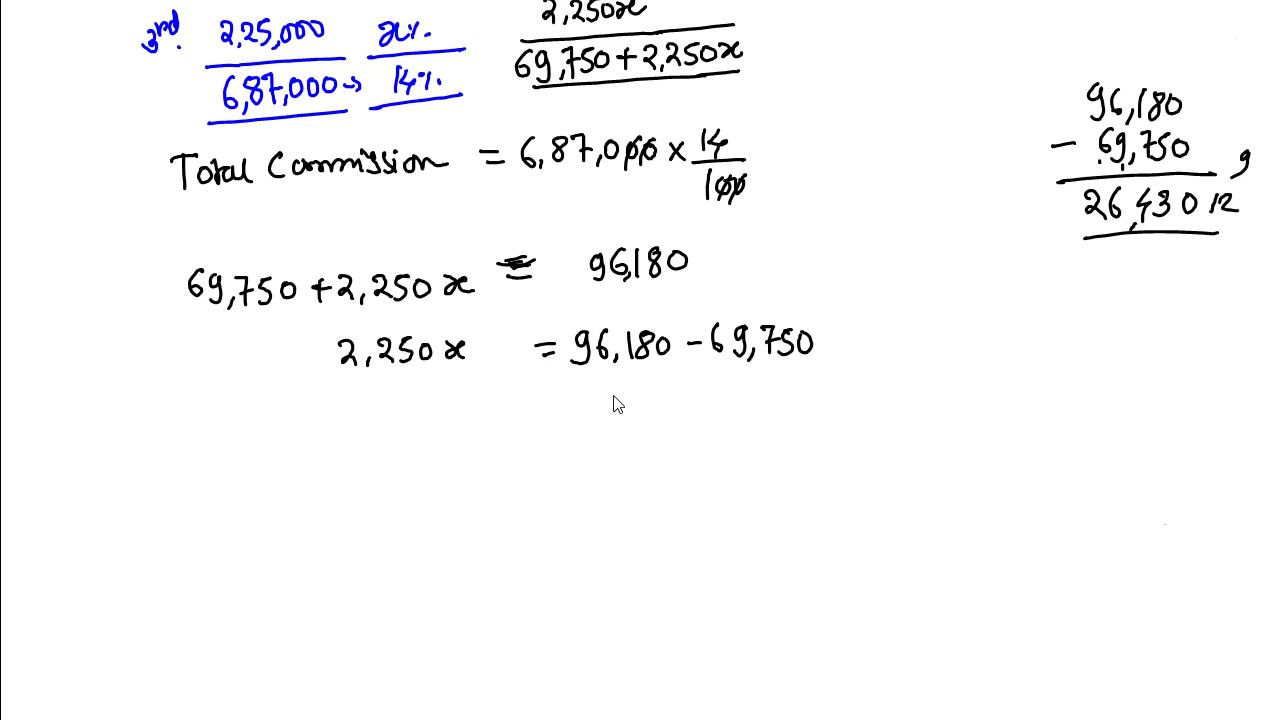 2,250x
3rd. 2,25,000 x%.
69,750+2,250x
6,87,000→ 14%.
96,180
- 69,750
26,430
9
12
Total Commission = 6,87,000 × 14/100
69,750 + 2,250x = 96,180
2,250x = 96,180 - 69,750